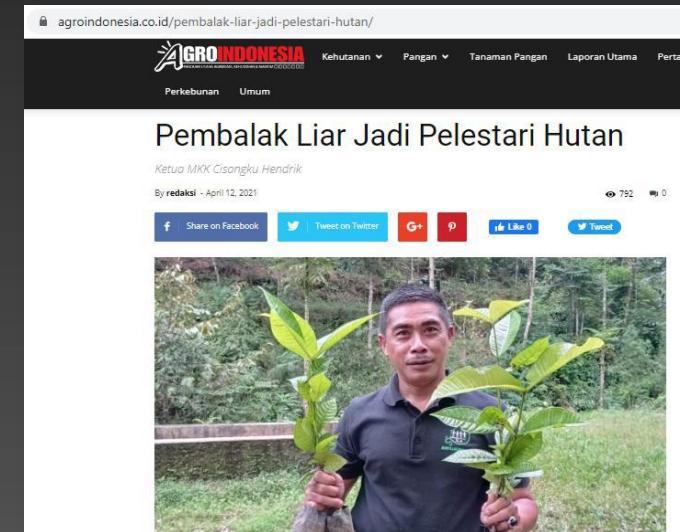 agroindonesia.co.id/pembalak-liar-jadi-pelestari-hutan/
AGROINDONESIA
Kehutanan Pangan Tanaman Pangan Laporan Utama Perta
Perkebunan Umum
Pembalak Liar Jadi Pelestari Hutan
Ketua MKK Cisangku Hendrik
By redaksi - April 12, 2021 792 0
f Share on Facebook Tweet on Twitter G+ Like 0 Tweet